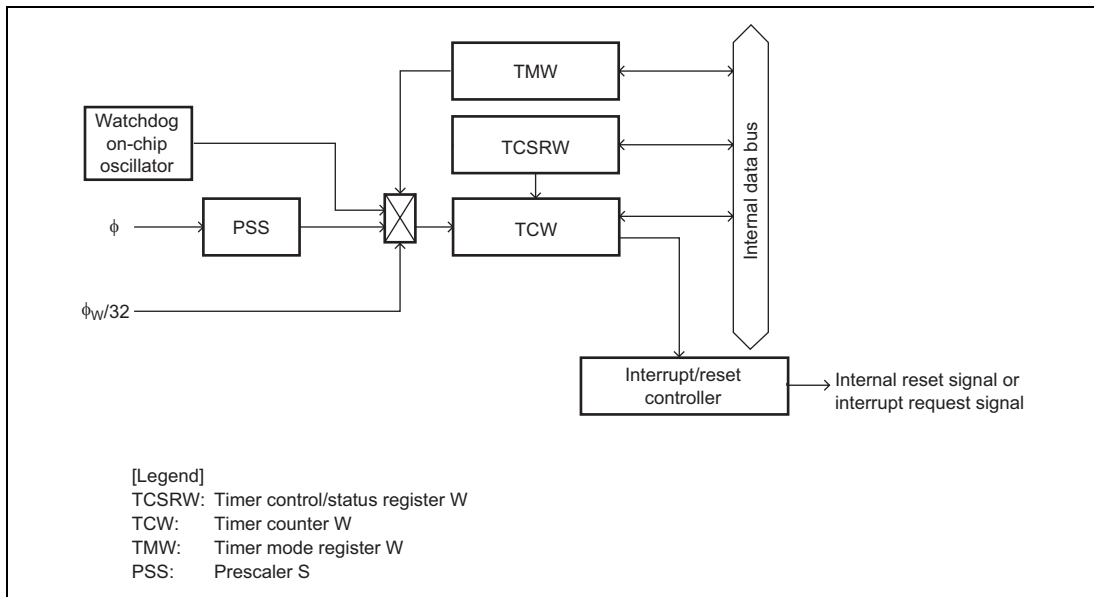 TMW
Watchdog
on-chip
oscillator
TCSRW
ϕ
PSS
TCW
Internal data bus
ϕW/32
Interrupt/reset
controller
Internal reset signal or
interrupt request signal
[Legend]
TCSRW: Timer control/status register W
TCW: Timer counter W
TMW: Timer mode register W
PSS: Prescaler S